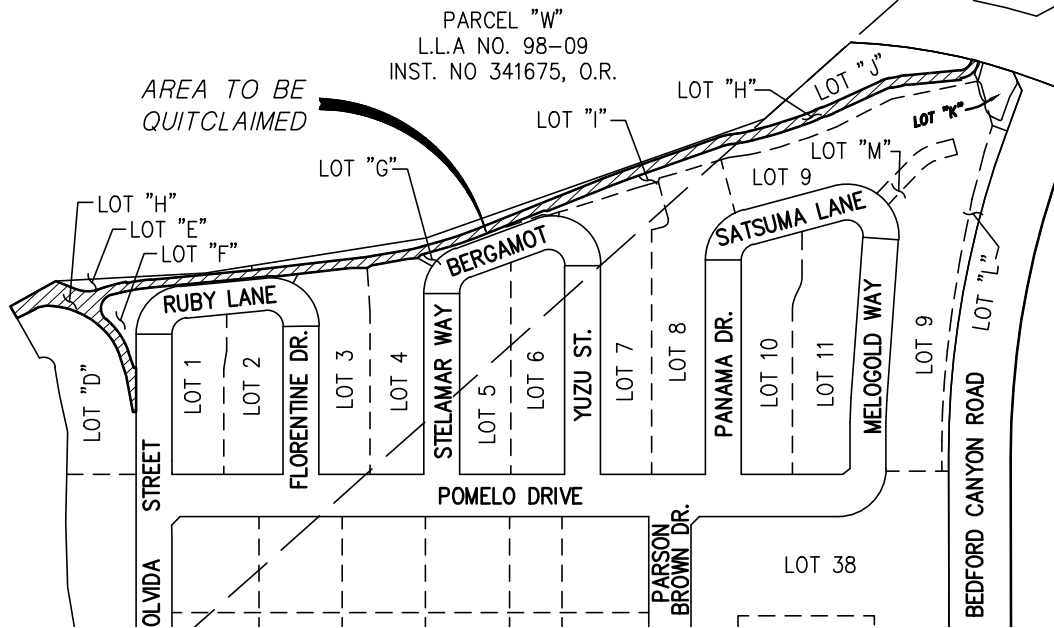 PARCEL "W"
L.L.A NO. 98-09
INST. NO 341675, O.R.
AREA TO BE
QUITCLAIMED
LOT "J"
LOT "H"
LOT "K"
LOT "I"
LOT "G"
LOT "M"
LOT 9
LOT "H"
LOT "E"
LOT "F"
SATSUMA LANE
BERGAMOT
RUBY LANE
LOT "L"
LOT "D"
LOT 1
LOT 2
FLORENTINE DR.
LOT 3
LOT 4
STELAMAR WAY
LOT 5
LOT 6
YUZU ST.
LOT 7
LOT 8
PANAMA DR.
LOT 10
LOT 11
MELOGOLD WAY
LOT 9
BEDFORD CANYON ROAD
OLVIDA STREET
POMELO DRIVE
PARSON
BROWN DR.
LOT 38